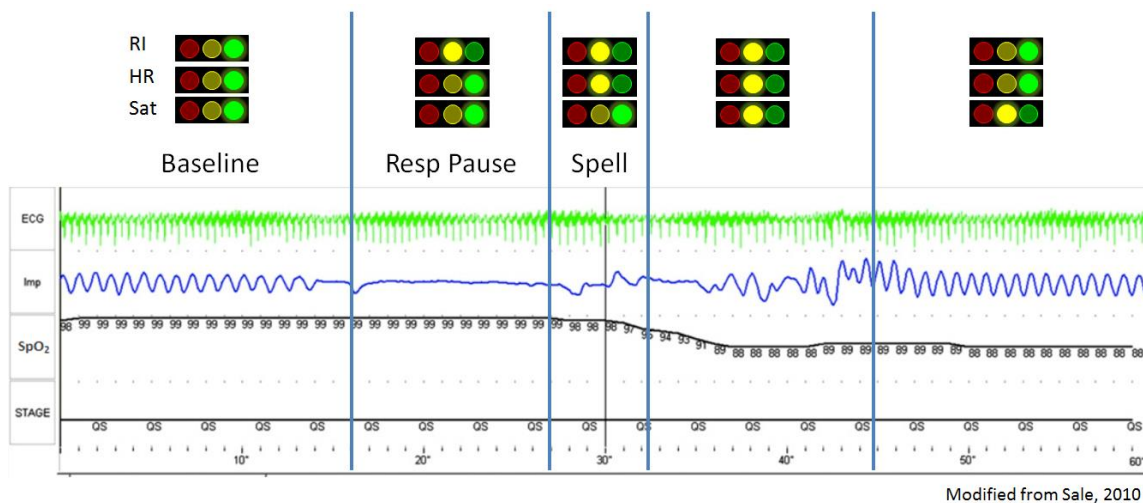 RI
HR
Sat
Baseline Resp Pause Spell
ECG
Imp
SpO₂
98 99 99 99 99 99 99 99 99 99 99 99 99 99 99 99 99 99 99 99 99 99 99 99 99 99 99 99 98 98 98 97 95 94 93 91 89 88 88 88 88 88 89 89 89 89 89 89 89 89 88 88 88 88 88 88 88 88 88 88
STAGE
QS QS QS QS QS QS QS QS QS QS QS QS QS QS QS QS QS QS QS QS
10" 20" 30" 40" 50" 60"
Modified from Sale, 2010